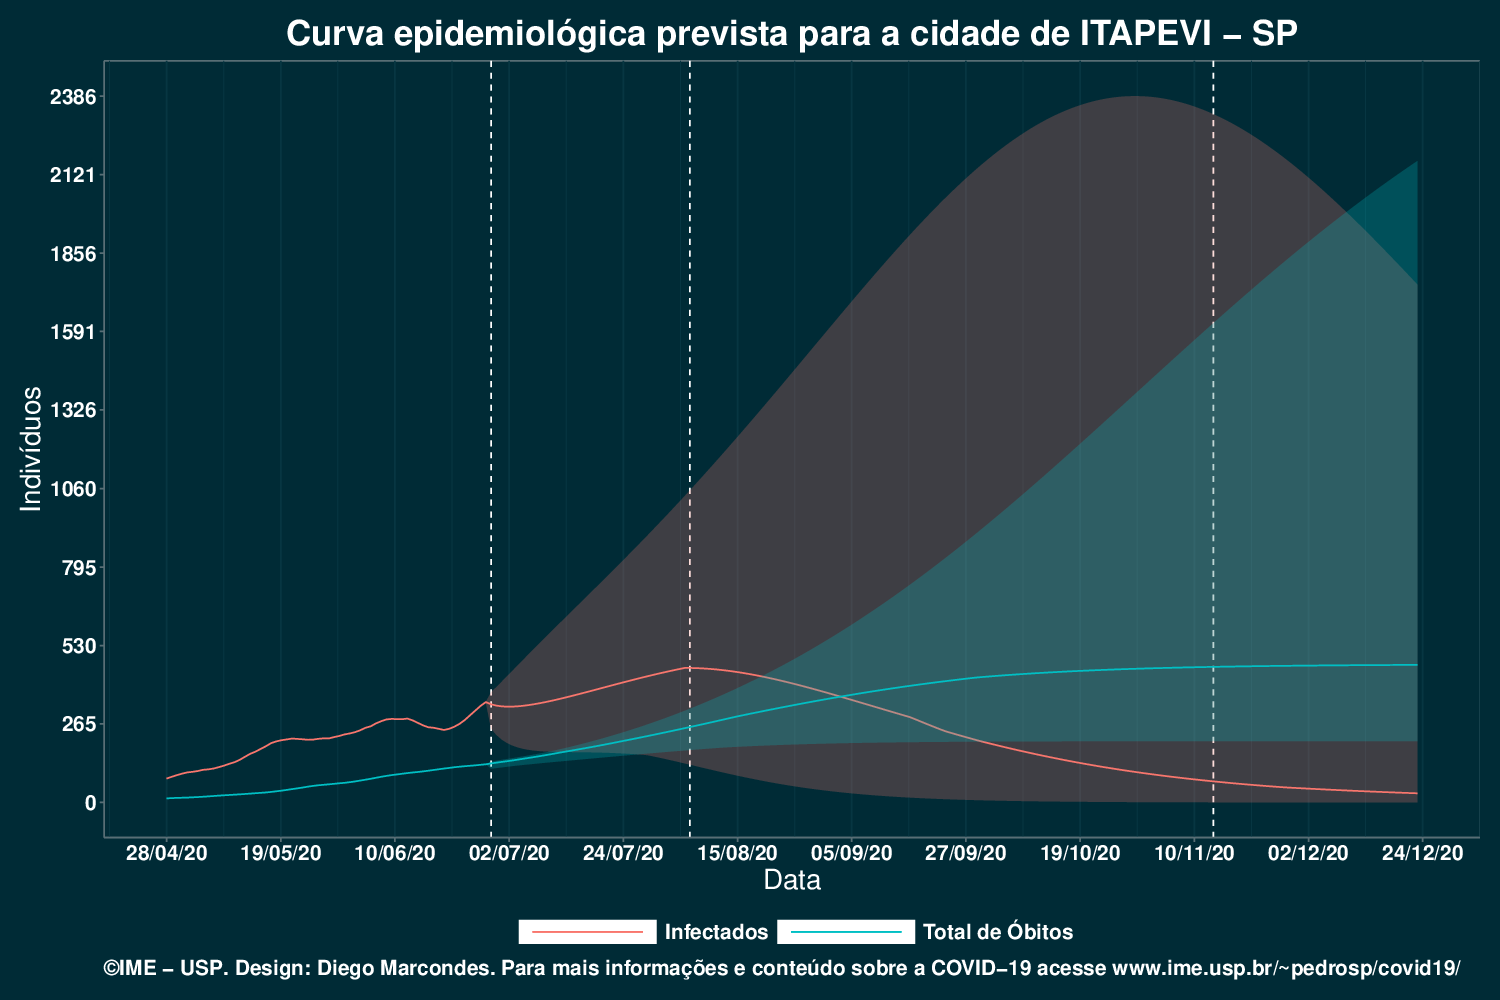 Curva epidemiológica prevista para a cidade de ITAPEVI – SP
2386
2121
1856
1591
1326
1060
795
530
265
0
Indivíduos
28/04/20 19/05/20 10/06/20 02/07/20 24/07/20 15/08/20 05/09/20 27/09/20 19/10/20 10/11/20 02/12/20 24/12/20
Data
Infectados Total de Óbitos
©IME – USP. Design: Diego Marcondes. Para mais informações e conteúdo sobre a COVID–19 acesse www.ime.usp.br/~pedrosp/covid19/